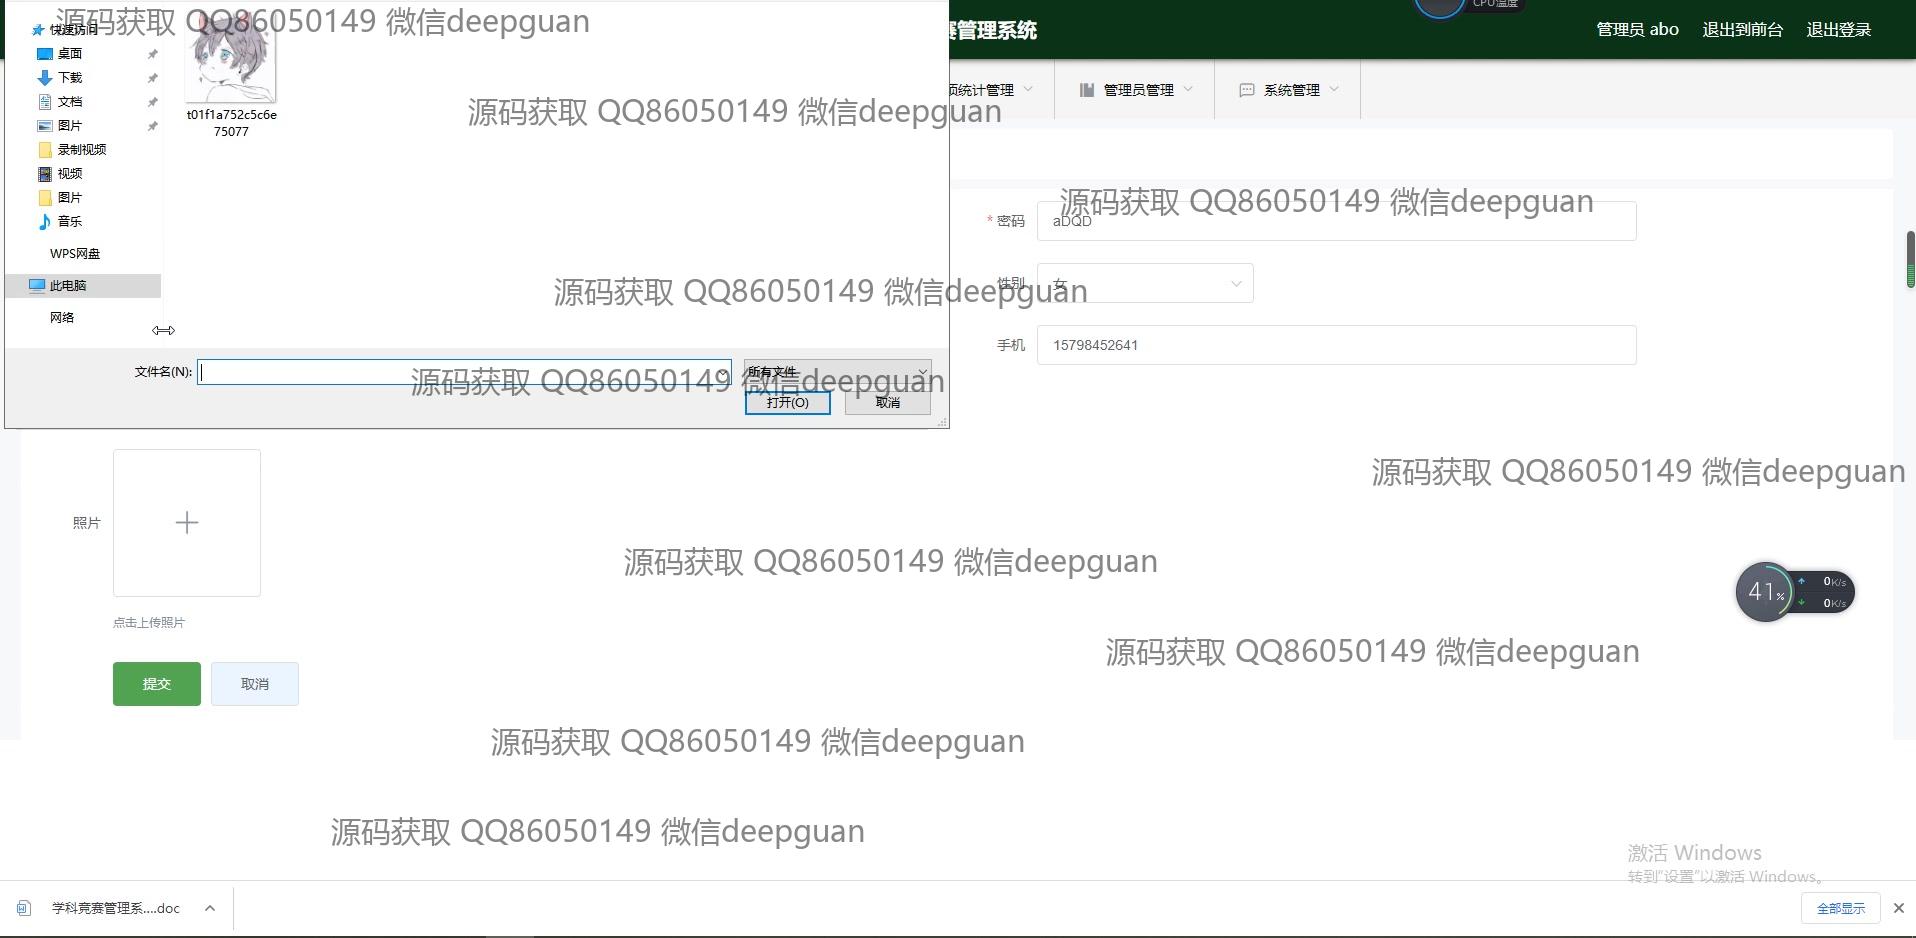 源码获取 QQ86050149 微信deepguan
快速访问
桌面
下载
文档
图片
录制视频
视频
图片
音乐
WPS网盘
此电脑
网络
t01f1a752c5c6e
75077
文件名(N):
所有文件
打开(O)
取消
赛管理系统
CPU温度
管理员 abo
退出到前台
退出登录
统计管理
管理员管理
系统管理
源码获取 QQ86050149 微信deepguan
源码获取 QQ86050149 微信deepguan
* 密码
aDQD
源码获取 QQ86050149 微信deepguan
性别
女
手机
15798452641
源码获取 QQ86050149 微信deepguan
源码获取 QQ86050149 微信deepguan
照片
点击上传照片
源码获取 QQ86050149 微信deepguan
41%
0K/s
0K/s
源码获取 QQ86050149 微信deepguan
提交
取消
源码获取 QQ86050149 微信deepguan
源码获取 QQ86050149 微信deepguan
激活 Windows
转到"设置"以激活 Windows。
学科竞赛管理系....doc
全部显示